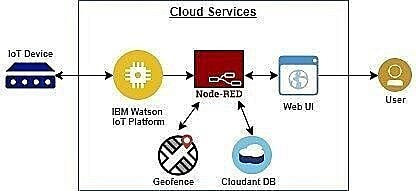 Cloud Services
IoT Device
IBM Watson
IoT Platform
Node-RED
Web UI
User
Geofence
Cloudant DB